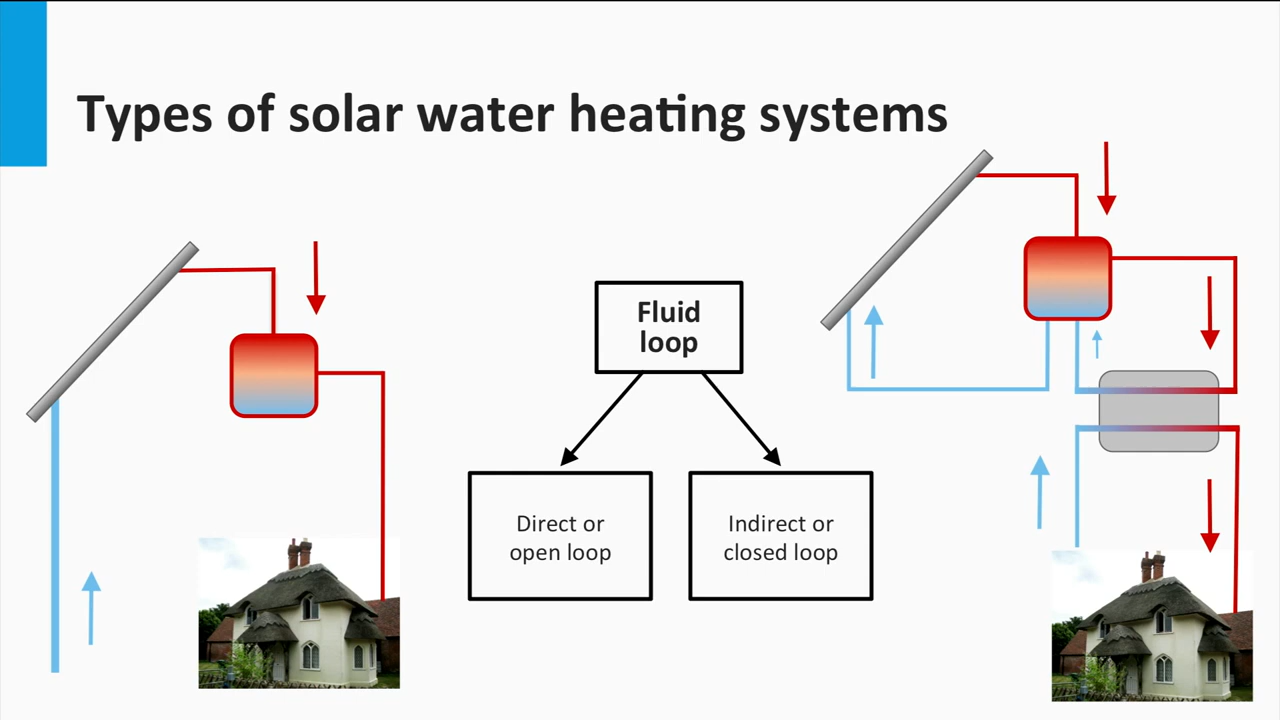 Types of solar water heating systems
Fluid
loop
Direct or
open loop
Indirect or
closed loop